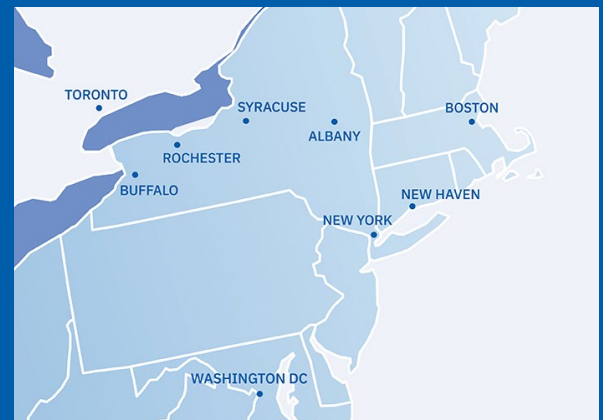 TORONTO
SYRACUSE
BOSTON
ALBANY
ROCHESTER
BUFFALO
NEW HAVEN
NEW YORK
WASHINGTON DC